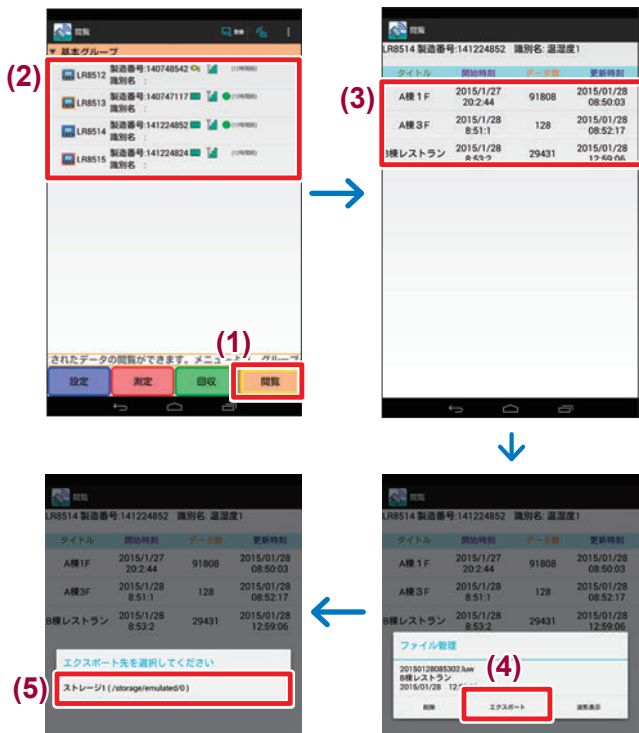 閲覧
登録
▼ 基本グループ
(2)
LR8512 製造番号:140748542 (12時間前)
識別名 :
LR8513 製造番号:140747117
識別名 :
LR8514 製造番号:141224852
識別名 :
LR8515 製造番号:141224824 (12時間前)
識別名 :
(1)
されたデータの閲覧ができます。メニュー グループ
設定 測定 回収 閲覧
閲覧
LR8514 製造番号:141224852 識別名: 温湿度1
タイトル 開始時刻 データ数 更新時刻
(3)
A棟1F 2015/1/27 20:2:44 91808 2015/01/28 08:50:03
A棟3F 2015/1/28 8:51:1 128 2015/01/28 08:52:17
B棟レストラン 2015/1/28 8:53:2 29431 2015/01/28 12:59:06
閲覧
LR8514 製造番号:141224852 識別名: 温湿度1
タイトル 開始時刻 データ数 更新時刻
A棟1F 2015/1/27 20:2:44 91808 2015/01/28 08:50:03
A棟3F 2015/1/28 8:51:1 128 2015/01/28 08:52:17
B棟レストラン 2015/1/28 8:53:2 29431 2015/01/28 12:59:06
ファイル管理
20150128085302.luw
B棟レストラン
2015/01/28
(4)
削除 エクスポート 波形表示
閲覧
LR8514 製造番号:141224852 識別名: 温湿度1
タイトル 開始時刻 データ数 更新時刻
A棟1F 2015/1/27 20:2:44 91808 2015/01/28 08:50:03
A棟3F 2015/1/28 8:51:1 128 2015/01/28 08:52:17
B棟レストラン 2015/1/28 8:53:2 29431 2015/01/28 12:59:06
エクスポート先を選択してください
(5)
ストレージ1 ( /storage/emulated/0 )